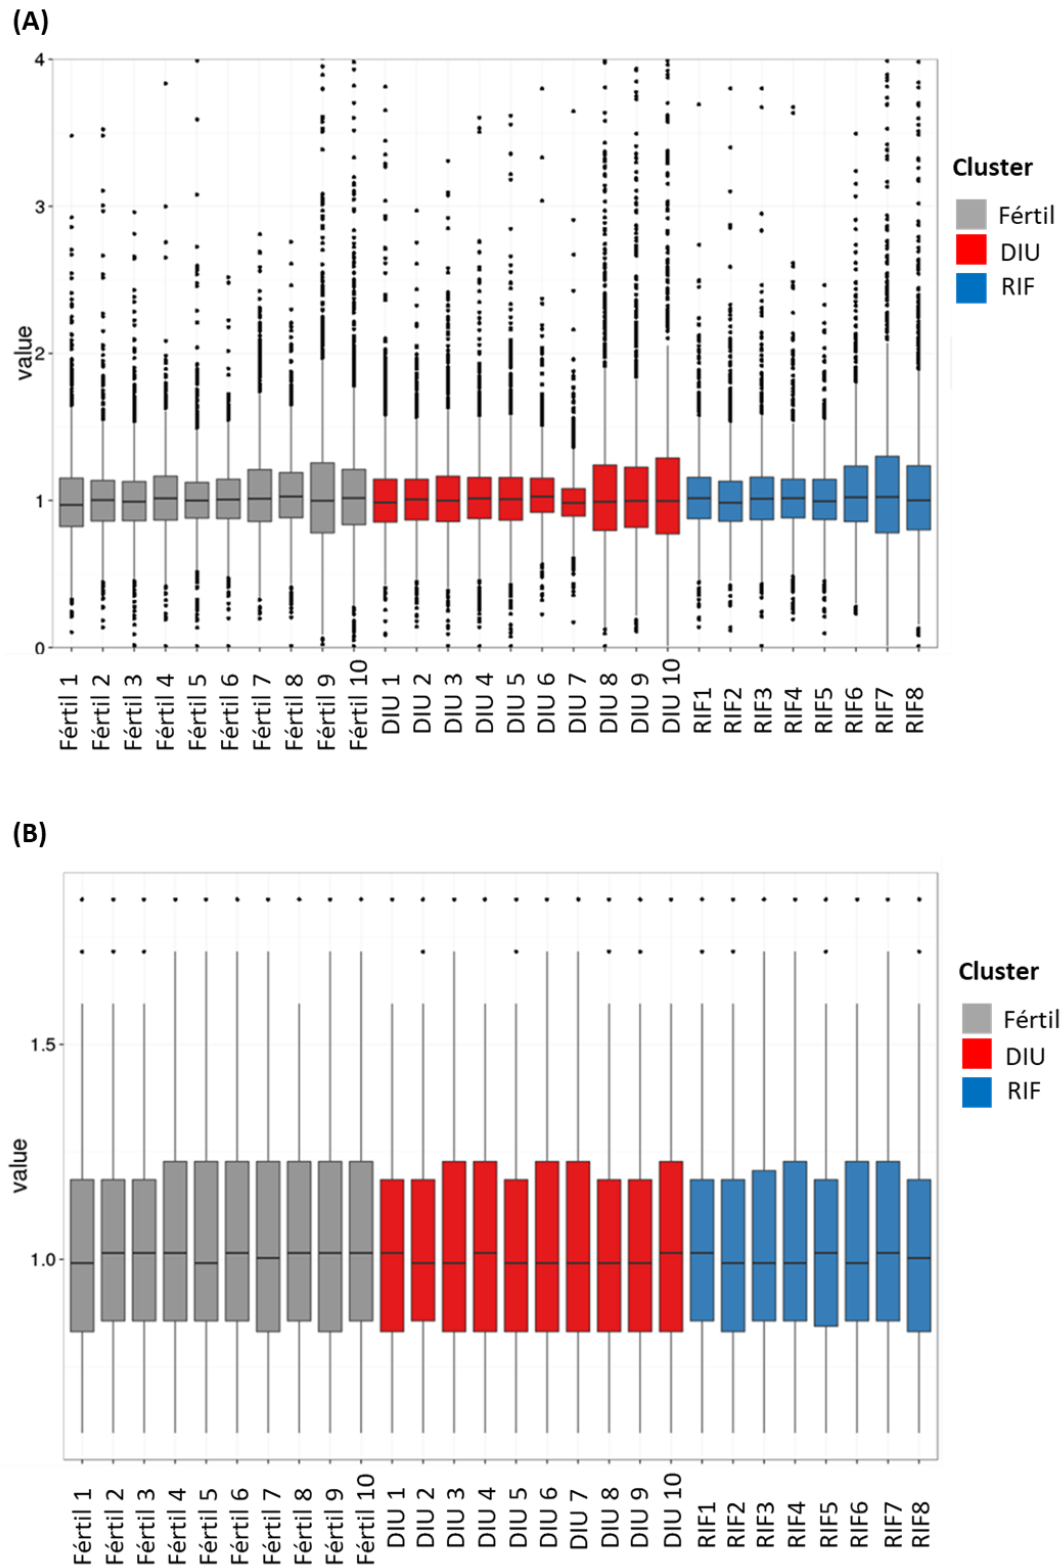 (A)
4
3
2
1
0
value
Fértil 1
Fértil 2
Fértil 3
Fértil 4
Fértil 5
Fértil 6
Fértil 7
Fértil 8
Fértil 9
Fértil 10
DIU 1
DIU 2
DIU 3
DIU 4
DIU 5
DIU 6
DIU 7
DIU 8
DIU 9
DIU 10
RIF1
RIF2
RIF3
RIF4
RIF5
RIF6
RIF7
RIF8
Cluster
Fértil
DIU
RIF
(B)
1.5
1.0
value
Fértil 1
Fértil 2
Fértil 3
Fértil 4
Fértil 5
Fértil 6
Fértil 7
Fértil 8
Fértil 9
Fértil 10
DIU 1
DIU 2
DIU 3
DIU 4
DIU 5
DIU 6
DIU 7
DIU 8
DIU 9
DIU 10
RIF1
RIF2
RIF3
RIF4
RIF5
RIF6
RIF7
RIF8
Cluster
Fértil
DIU
RIF